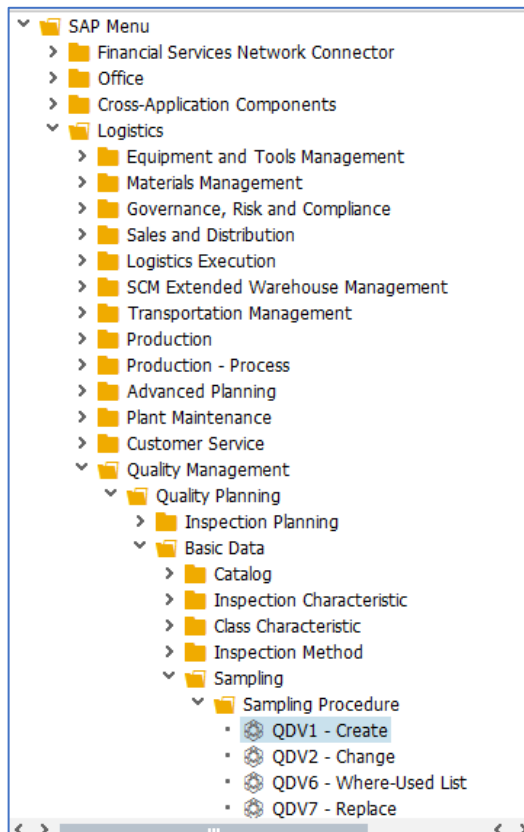 SAP Menu
Financial Services Network Connector
Office
Cross-Application Components
Logistics
Equipment and Tools Management
Materials Management
Governance, Risk and Compliance
Sales and Distribution
Logistics Execution
SCM Extended Warehouse Management
Transportation Management
Production
Production - Process
Advanced Planning
Plant Maintenance
Customer Service
Quality Management
Quality Planning
Inspection Planning
Basic Data
Catalog
Inspection Characteristic
Class Characteristic
Inspection Method
Sampling
Sampling Procedure
QDV1 - Create
QDV2 - Change
QDV6 - Where-Used List
QDV7 - Replace